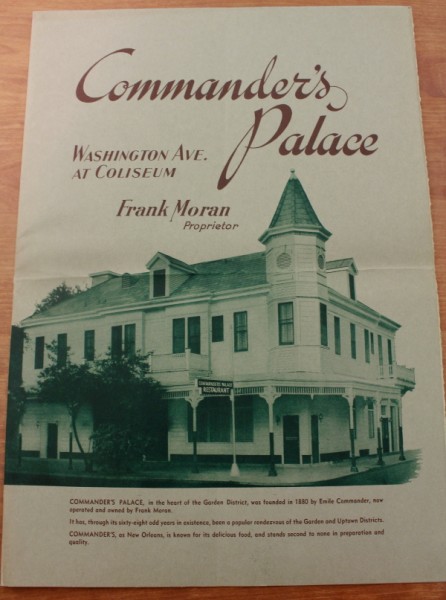 Commander's
Palace
WASHINGTON AVE.
AT COLISEUM
Frank Moran
Proprietor
COMMANDER'S PALACE
RESTAURANT
COMMANDER'S PALACE, in the heart of the Garden District, was founded in 1880 by Emile Commander, now
operated and owned by Frank Moran.
It has, through its sixty-eight odd years in existence, been a popular rendezvous of the Garden and Uptown Districts.
COMMANDER'S, as New Orleans, is known for its delicious food, and stands second to none in preparation and
quality.